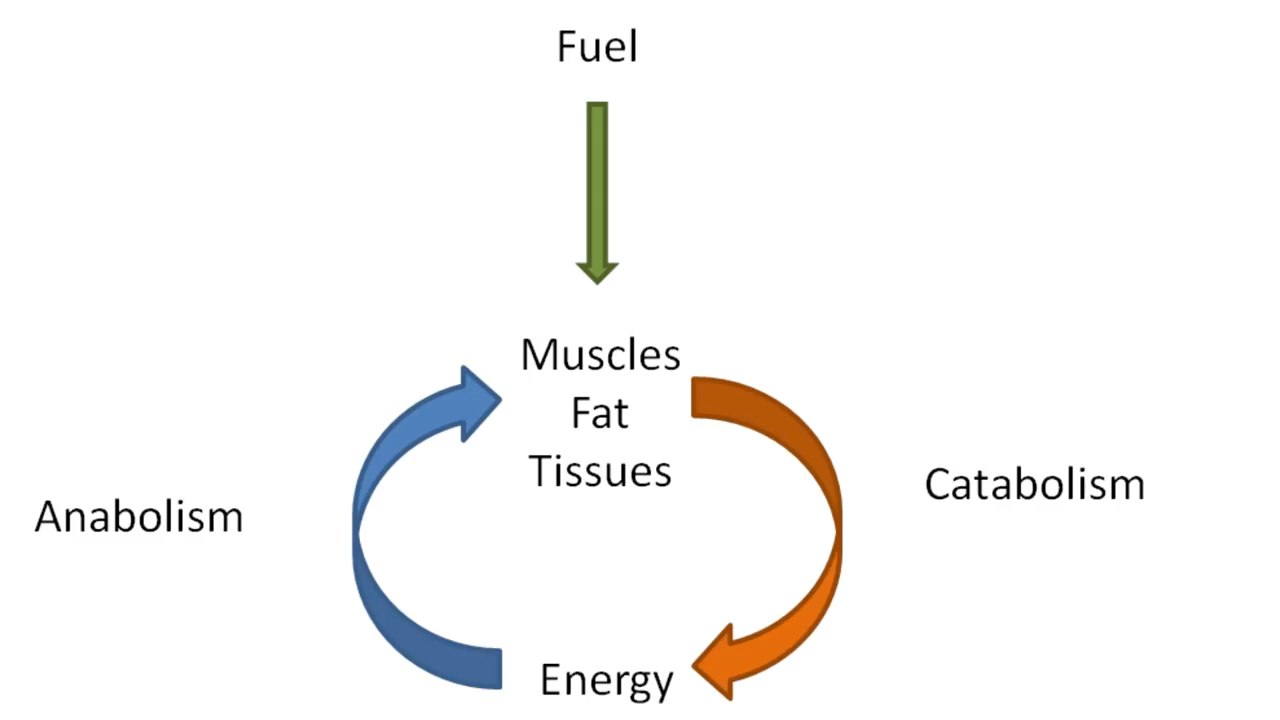 Fuel
Muscles
Fat
Tissues
Anabolism
Catabolism
Energy